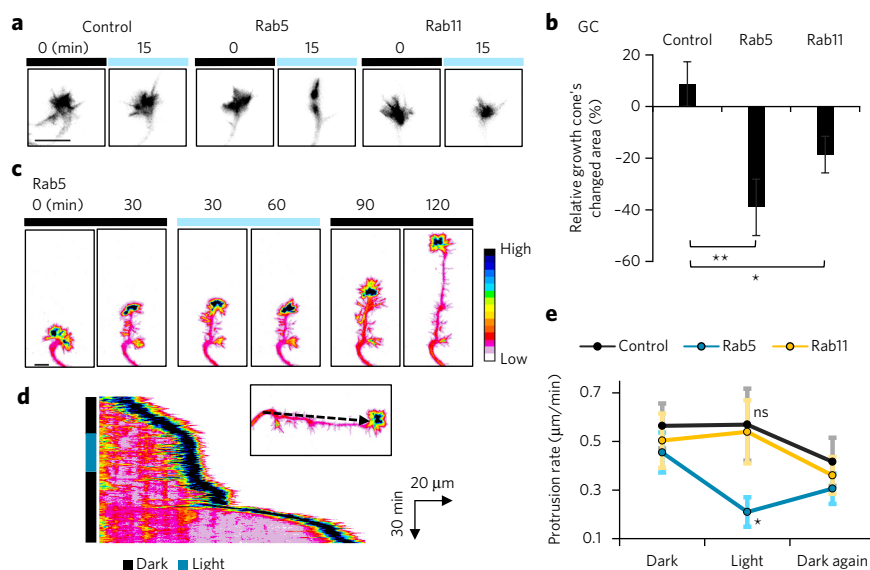 a
Control Rab5 Rab11
0 (min) 15 0 15 0 15
b GC
Control Rab5 Rab11
20
0
−20
−40
−60
Relative growth cone's
changed area (%)
**
*
c
Rab5
0 (min) 30 30 60 90 120
High
Low
d
20 μm
30 min
Dark Light
e
Control Rab5 Rab11
0.7
0.5
0.3
0.1
Protrusion rate (μm/min)
ns
*
Dark Light Dark again